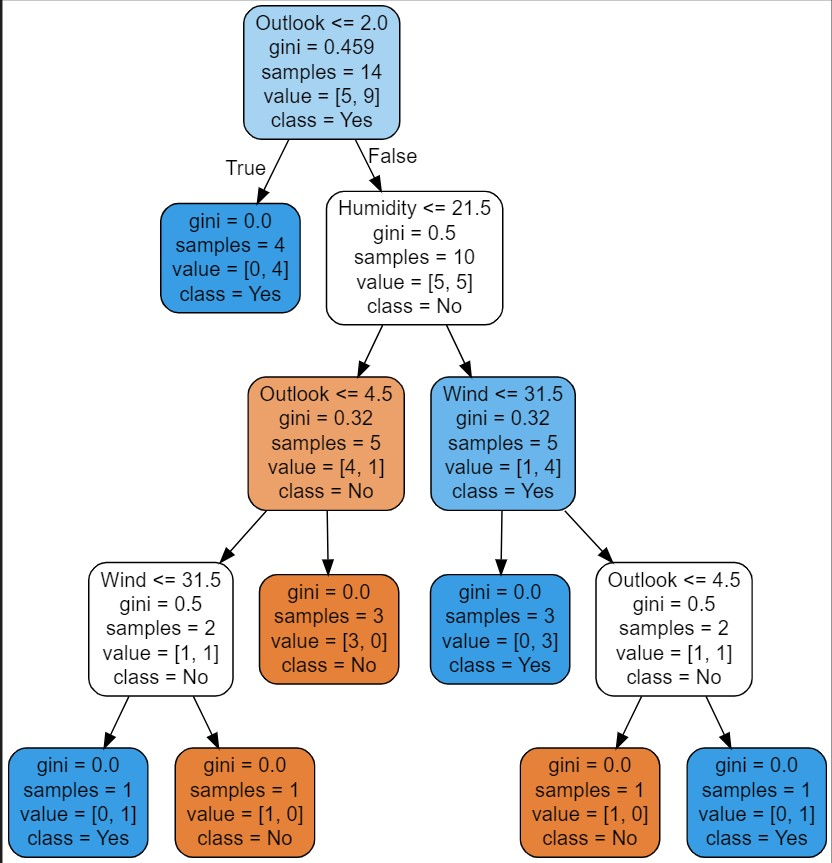 Outlook <= 2.0
gini = 0.459
samples = 14
value = [5, 9]
class = Yes
True
False
gini = 0.0
samples = 4
value = [0, 4]
class = Yes
Humidity <= 21.5
gini = 0.5
samples = 10
value = [5, 5]
class = No
Outlook <= 4.5
gini = 0.32
samples = 5
value = [4, 1]
class = No
Wind <= 31.5
gini = 0.32
samples = 5
value = [1, 4]
class = Yes
Wind <= 31.5
gini = 0.5
samples = 2
value = [1, 1]
class = No
gini = 0.0
samples = 3
value = [3, 0]
class = No
gini = 0.0
samples = 3
value = [0, 3]
class = Yes
Outlook <= 4.5
gini = 0.5
samples = 2
value = [1, 1]
class = No
gini = 0.0
samples = 1
value = [0, 1]
class = Yes
gini = 0.0
samples = 1
value = [1, 0]
class = No
gini = 0.0
samples = 1
value = [1, 0]
class = No
gini = 0.0
samples = 1
value = [0, 1]
class = Yes